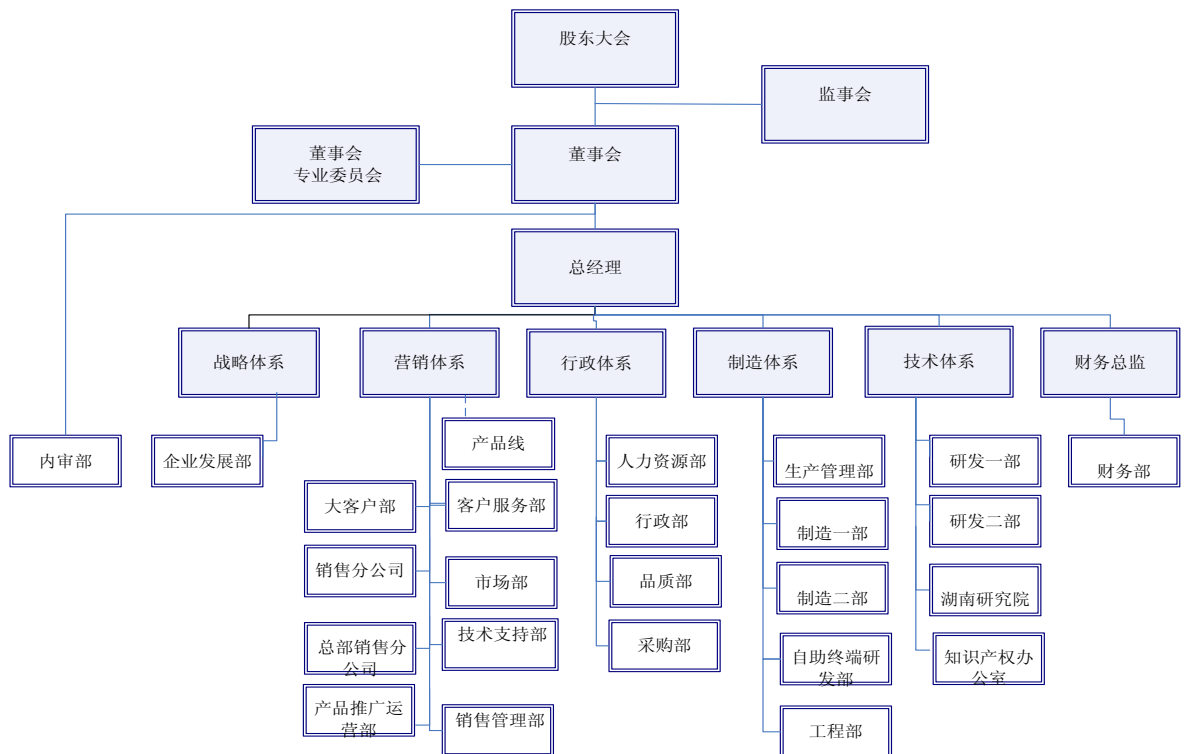 股东大会
监事会
董事会
专业委员会
董事会
总经理
战略体系
营销体系
行政体系
制造体系
技术体系
财务总监
内审部
企业发展部
产品线
大客户部
客户服务部
销售分公司
市场部
总部销售分
公司
技术支持部
产品推广运
营部
销售管理部
人力资源部
行政部
品质部
采购部
生产管理部
制造一部
制造二部
自助终端研
发部
工程部
研发一部
研发二部
湖南研究院
知识产权办
公室
财务部